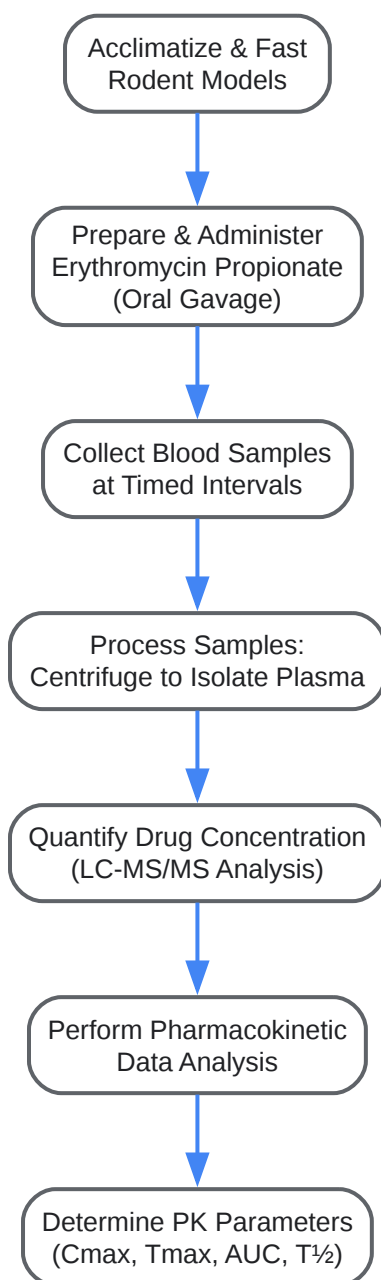 Acclimatize & Fast
Rodent Models
Prepare & Administer
Erythromycin Propionate
(Oral Gavage)
Collect Blood Samples
at Timed Intervals
Process Samples:
Centrifuge to Isolate Plasma
Quantify Drug Concentration
(LC-MS/MS Analysis)
Perform Pharmacokinetic
Data Analysis
Determine PK Parameters
(Cmax, Tmax, AUC, T½)